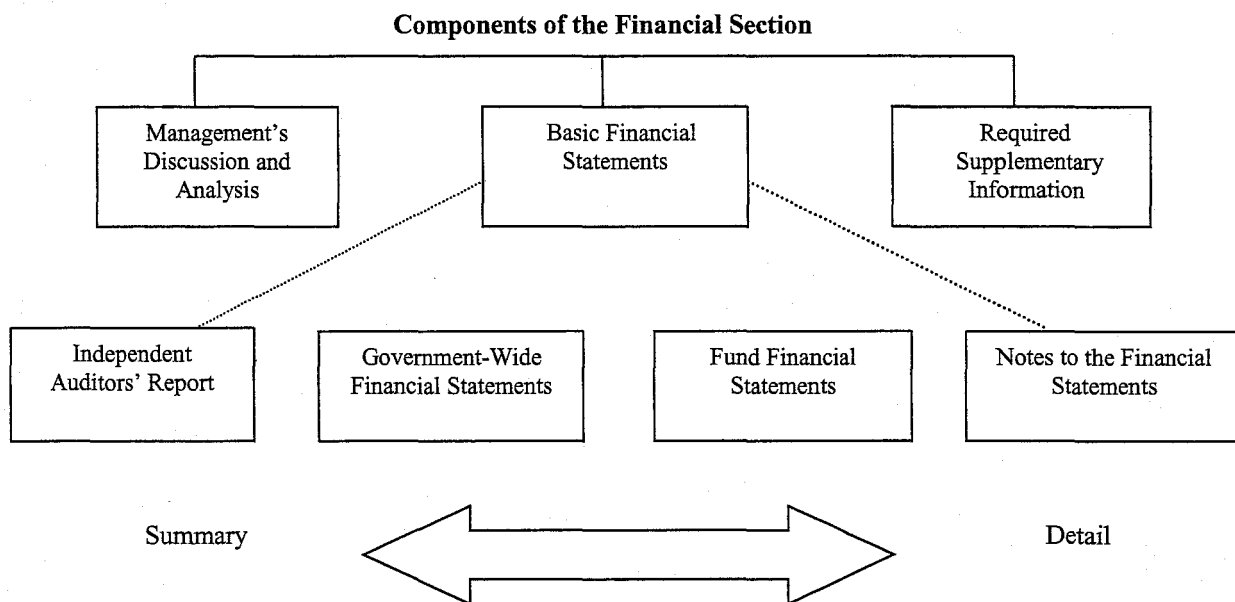 Components of the Financial Section
Management's
Discussion and
Analysis
Basic Financial
Statements
Required
Supplementary
Information
Independent
Auditors' Report
Government-Wide
Financial Statements
Fund Financial
Statements
Notes to the Financial
Statements
Summary
Detail